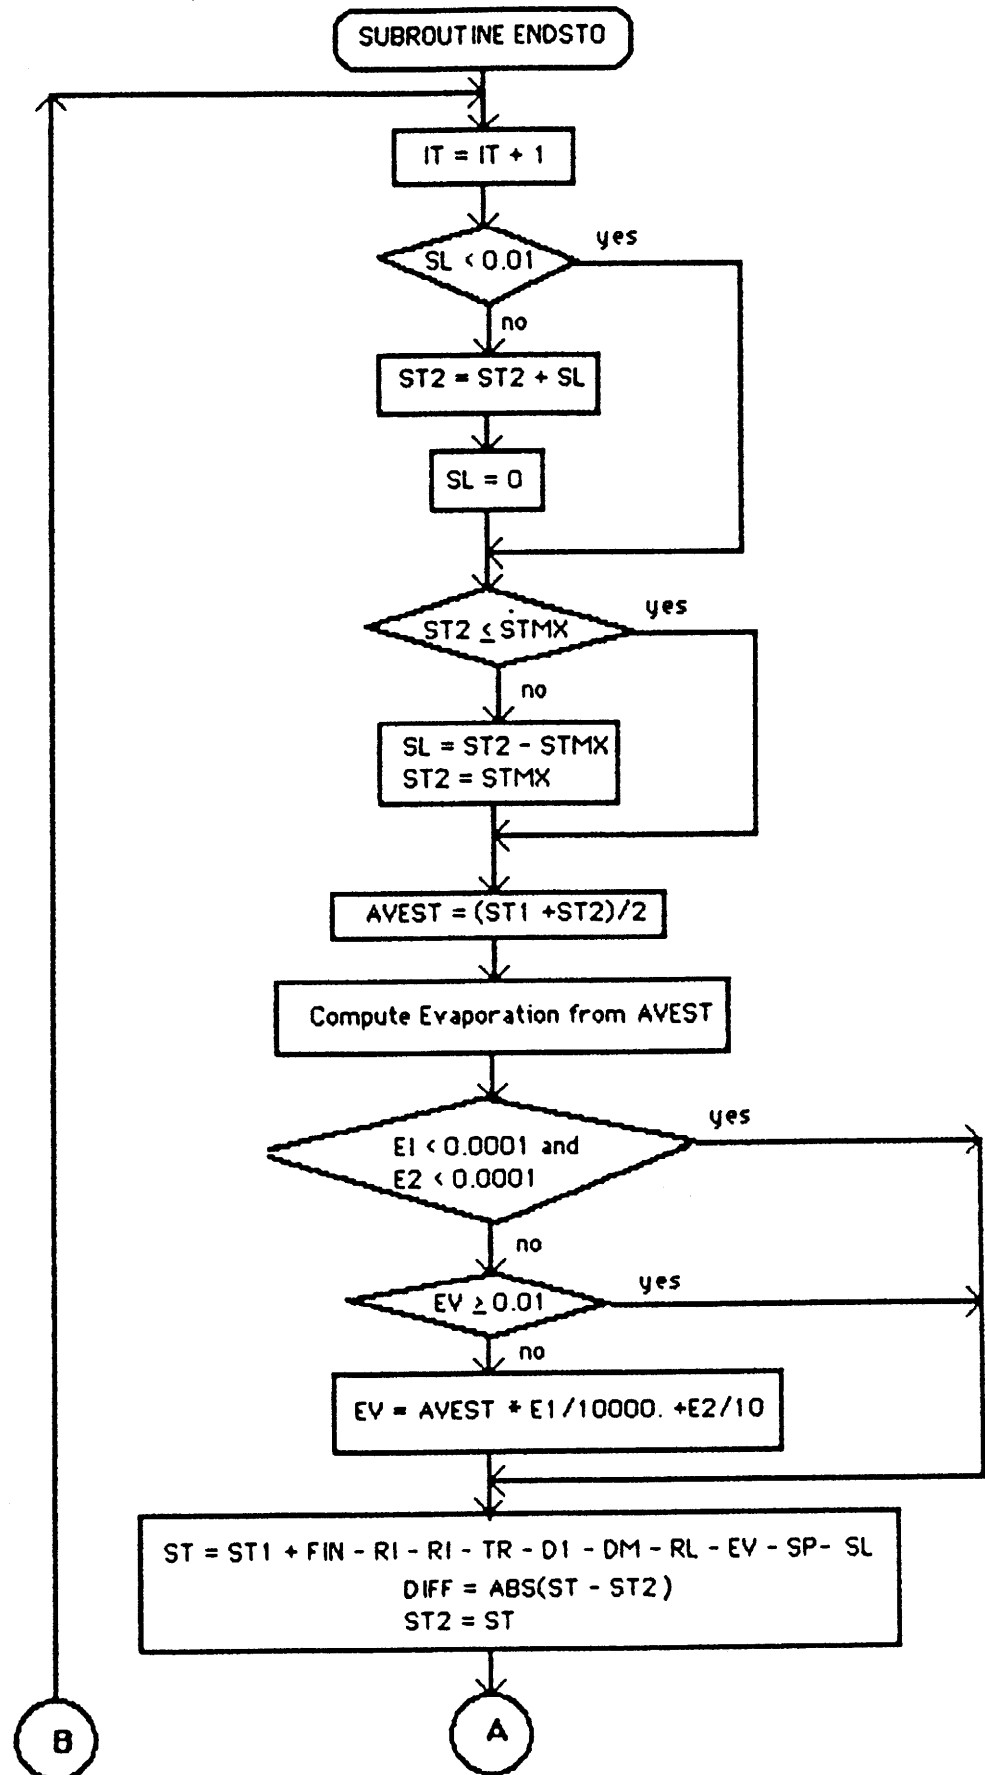 SUBROUTINE ENDSTO
IT = IT + 1
yes
SL < 0.01
no
ST2 = ST2 + SL
SL = 0
yes
ST2 ≤ STMX
no
SL = ST2 - STMX
ST2 = STMX
AVEST = (ST1 +ST2)/2
Compute Evaporation from AVEST
yes
E1 < 0.0001 and
E2 < 0.0001
no
yes
EV ≥ 0.01
no
EV = AVEST * E1/10000. +E2/10
ST = ST1 + FIN - RI - RI - TR - D1 - DM - RL - EV - SP- SL
DIFF = ABS(ST - ST2)
ST2 = ST
B
A